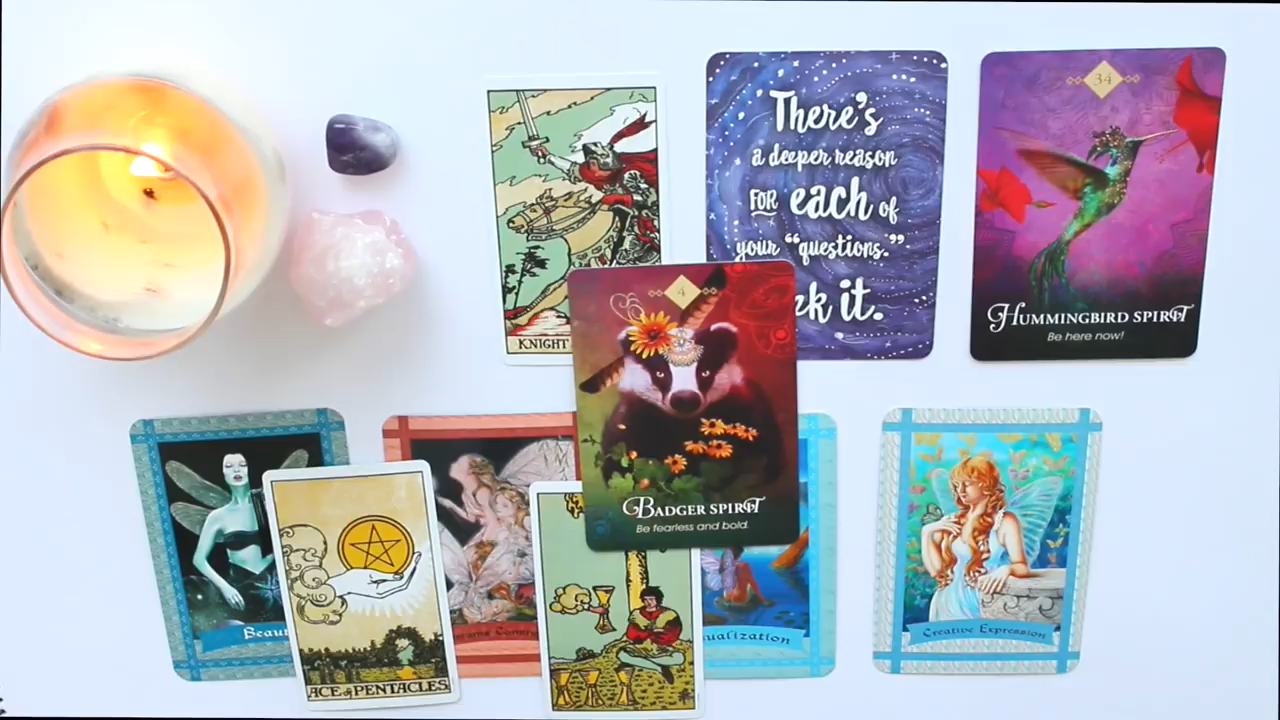 There's
a deeper reason
FOR each of
your “questions.”
it.
34
HUMMINGBIRD SPIRIT
Be here now!
KNIGHT
4
BADGER SPIRIT
Be fearless and bold.
ACE of PENTACLES.
Creative Expression